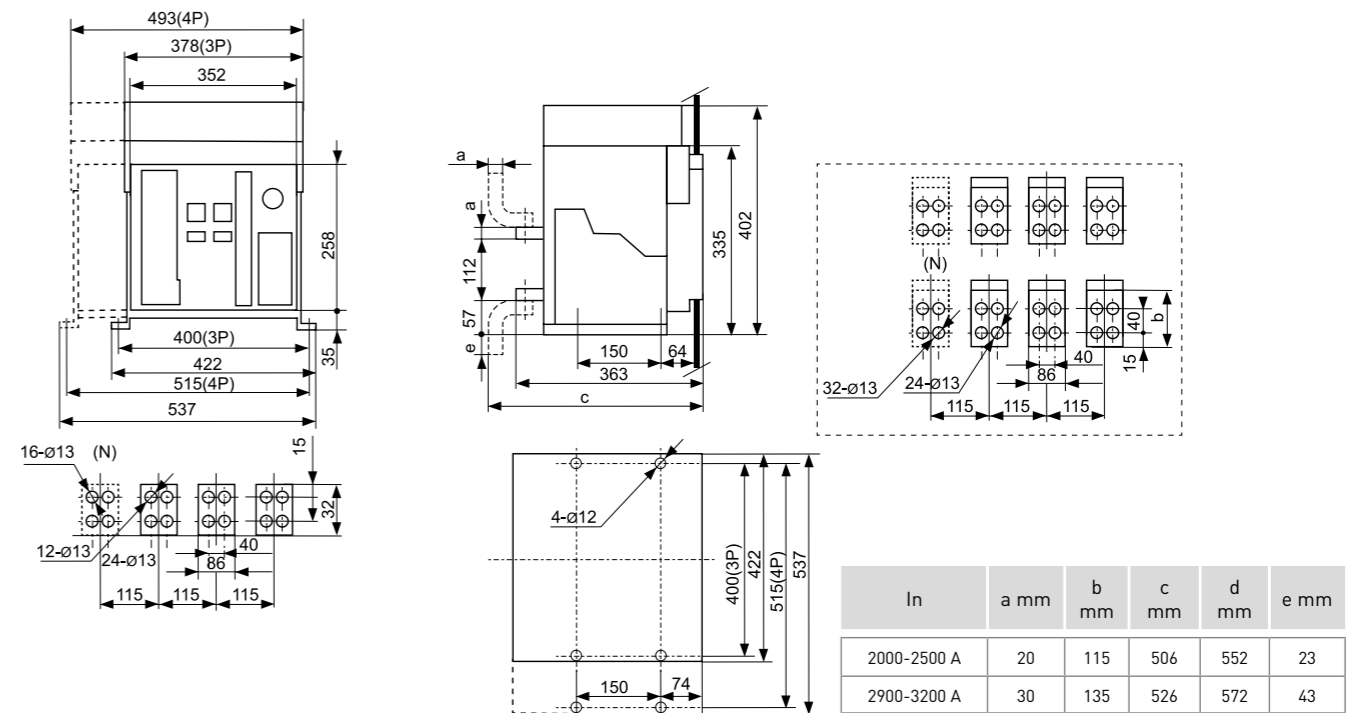 493(4P)
378(3P)
352
258
400(3P)
35
422
515(4P)
537
a
a
112
57
e
335
402
150
64
363
c
(N)
40
b
15
32-ø13
24-ø13
40
86
115
115
115
16-ø13
(N)
15
32
12-ø13
24-ø13
40
86
115
115
115
4-ø12
400(3P)
422
515(4P)
537
150
74
In a mm b mm c mm d mm e mm
2000-2500 A 20 115 506 552 23
2900-3200 A 30 135 526 572 43